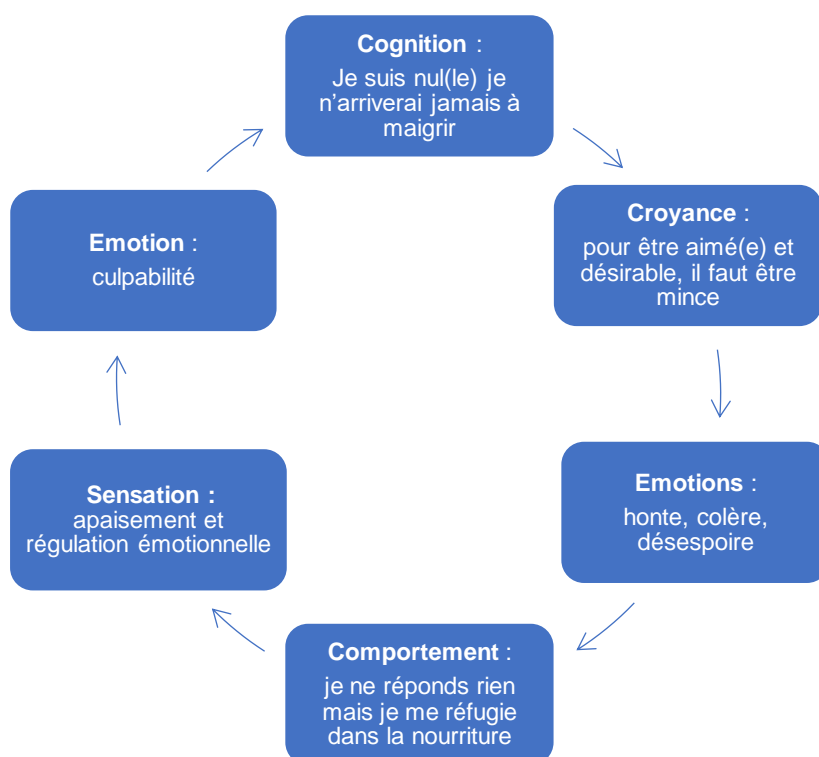 Cognition :
Je suis nul(le) je
n’arriverai jamais à
maigrir
Croyance :
pour être aimé(e) et
désirable, il faut être
mince
Emotions :
honte, colère,
désespoire
Comportement :
je ne réponds rien
mais je me réfugie
dans la nourriture
Sensation :
apaisement et
régulation émotionnelle
Emotion :
culpabilité